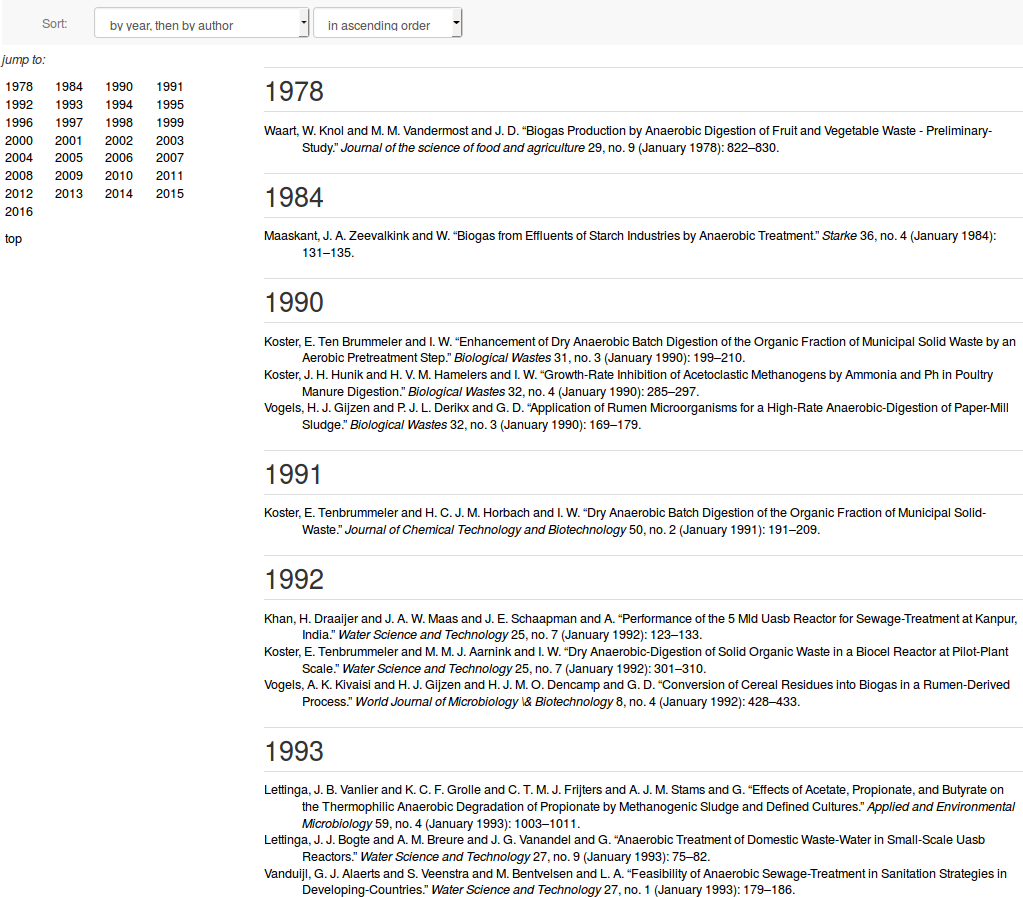 Sort: by year, then by author in ascending order
jump to:
1978 1984 1990 1991
1992 1993 1994 1995
1996 1997 1998 1999
2000 2001 2002 2003
2004 2005 2006 2007
2008 2009 2010 2011
2012 2013 2014 2015
2016
top
1978
Waart, W. Knol and M. M. Vandermost and J. D. “Biogas Production by Anaerobic Digestion of Fruit and Vegetable Waste - Preliminary-
Study.” Journal of the science of food and agriculture 29, no. 9 (January 1978): 822–830.
1984
Maaskant, J. A. Zeevalkink and W. “Biogas from Effluents of Starch Industries by Anaerobic Treatment.” Starke 36, no. 4 (January 1984):
131–135.
1990
Koster, E. Ten Brummeler and I. W. “Enhancement of Dry Anaerobic Batch Digestion of the Organic Fraction of Municipal Solid Waste by an
Aerobic Pretreatment Step.” Biological Wastes 31, no. 3 (January 1990): 199–210.
Koster, J. H. Hunik and H. V. M. Hamelers and I. W. “Growth-Rate Inhibition of Acetoclastic Methanogens by Ammonia and Ph in Poultry
Manure Digestion.” Biological Wastes 32, no. 4 (January 1990): 285–297.
Vogels, H. J. Gijzen and P. J. L. Derikx and G. D. “Application of Rumen Microorganisms for a High-Rate Anaerobic-Digestion of Paper-Mill
Sludge.” Biological Wastes 32, no. 3 (January 1990): 169–179.
1991
Koster, E. Tenbrummeler and H. C. J. M. Horbach and I. W. “Dry Anaerobic Batch Digestion of the Organic Fraction of Municipal Solid-
Waste.” Journal of Chemical Technology and Biotechnology 50, no. 2 (January 1991): 191–209.
1992
Khan, H. Draaijer and J. A. W. Maas and J. E. Schaapman and A. “Performance of the 5 Mld Uasb Reactor for Sewage-Treatment at Kanpur,
India.” Water Science and Technology 25, no. 7 (January 1992): 123–133.
Koster, E. Tenbrummeler and M. M. J. Aarnink and I. W. “Dry Anaerobic-Digestion of Solid Organic Waste in a Biocel Reactor at Pilot-Plant
Scale.” Water Science and Technology 25, no. 7 (January 1992): 301–310.
Vogels, A. K. Kivaisi and H. J. Gijzen and H. J. M. O. Dencamp and G. D. “Conversion of Cereal Residues into Biogas in a Rumen-Derived
Process.” World Journal of Microbiology \& Biotechnology 8, no. 4 (January 1992): 428–433.
1993
Lettinga, J. B. Vanlier and K. C. F. Grolle and C. T. M. J. Frijters and A. J. M. Stams and G. “Effects of Acetate, Propionate, and Butyrate on
the Thermophilic Anaerobic Degradation of Propionate by Methanogenic Sludge and Defined Cultures.” Applied and Environmental
Microbiology 59, no. 4 (January 1993): 1003–1011.
Lettinga, J. J. Bogte and A. M. Breure and J. G. Vanandel and G. “Anaerobic Treatment of Domestic Waste-Water in Small-Scale Uasb
Reactors.” Water Science and Technology 27, no. 9 (January 1993): 75–82.
Vanduijl, G. J. Alaerts and S. Veenstra and M. Bentvelsen and L. A. “Feasibility of Anaerobic Sewage-Treatment in Sanitation Strategies in
Developing-Countries.” Water Science and Technology 27, no. 1 (January 1993): 179–186.